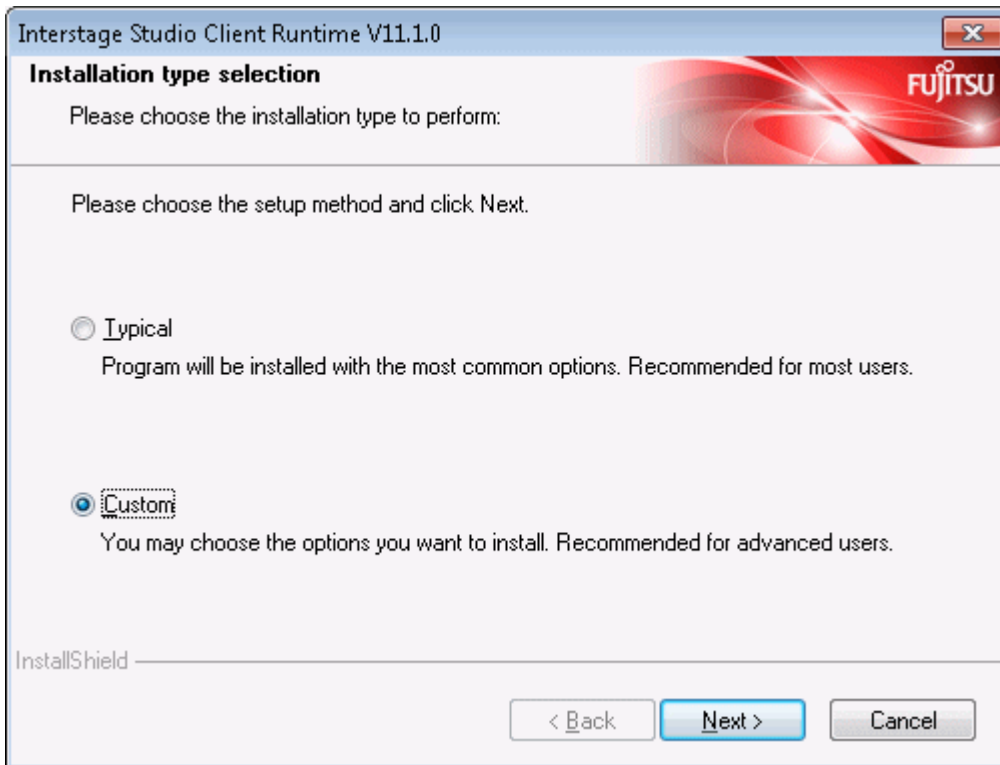 Interstage Studio Client Runtime V11.1.0
Installation type selection
FUJITSU
Please choose the installation type to perform:
Please choose the setup method and click Next.
Typical
Program will be installed with the most common options. Recommended for most users.
Custom
You may choose the options you want to install. Recommended for advanced users.
InstallShield
< Back
Next >
Cancel